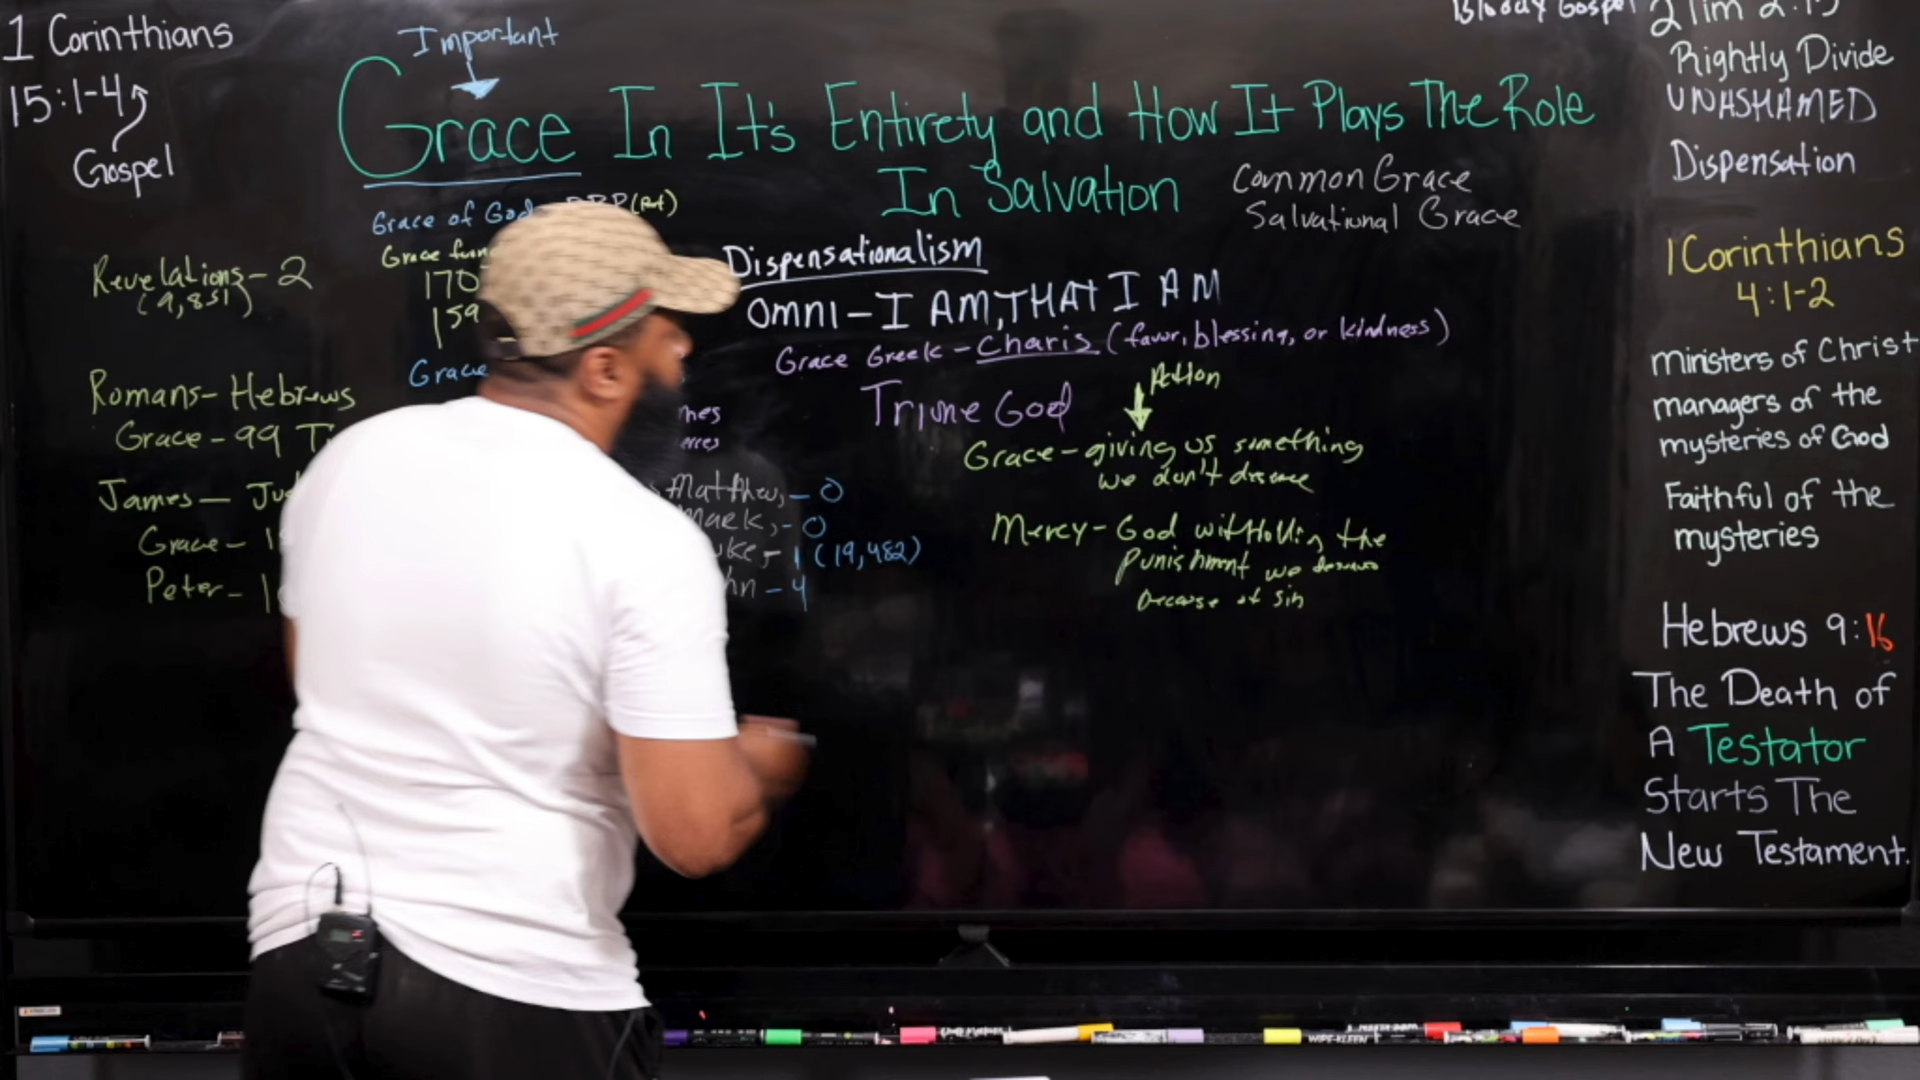 1 Corinthians
15:1-4
Gospel
Important
Grace In It's Entirety and How It Plays The Role
In Salvation
Common Grace
Salvational Grace
Grace of God
(Part)
Grace
170
159
Grace
Revelations - 2
(9,851)
Romans - Hebrews
Grace - 99
James -
Grace -
Peter -
Dispensationalism
Omni - I AM, THAT I AM
Grace Greek - Charis (favor, blessing, or kindness)
Triune God
Action
Grace - giving us something
we don't deserve
Mercy - God withholding the
Punishment we deserve
because of sin
Matthew, - 0
Mark, - 0
- 1 (19,482)
- 4
Bloody Gospel
2 Tim 2:15
Rightly Divide
UNASHAMED
Dispensation
1 Corinthians
4:1-2
ministers of Christ
managers of the
mysteries of God
Faithful of the
mysteries
Hebrews 9:16
The Death of
A Testator
Starts The
New Testament.